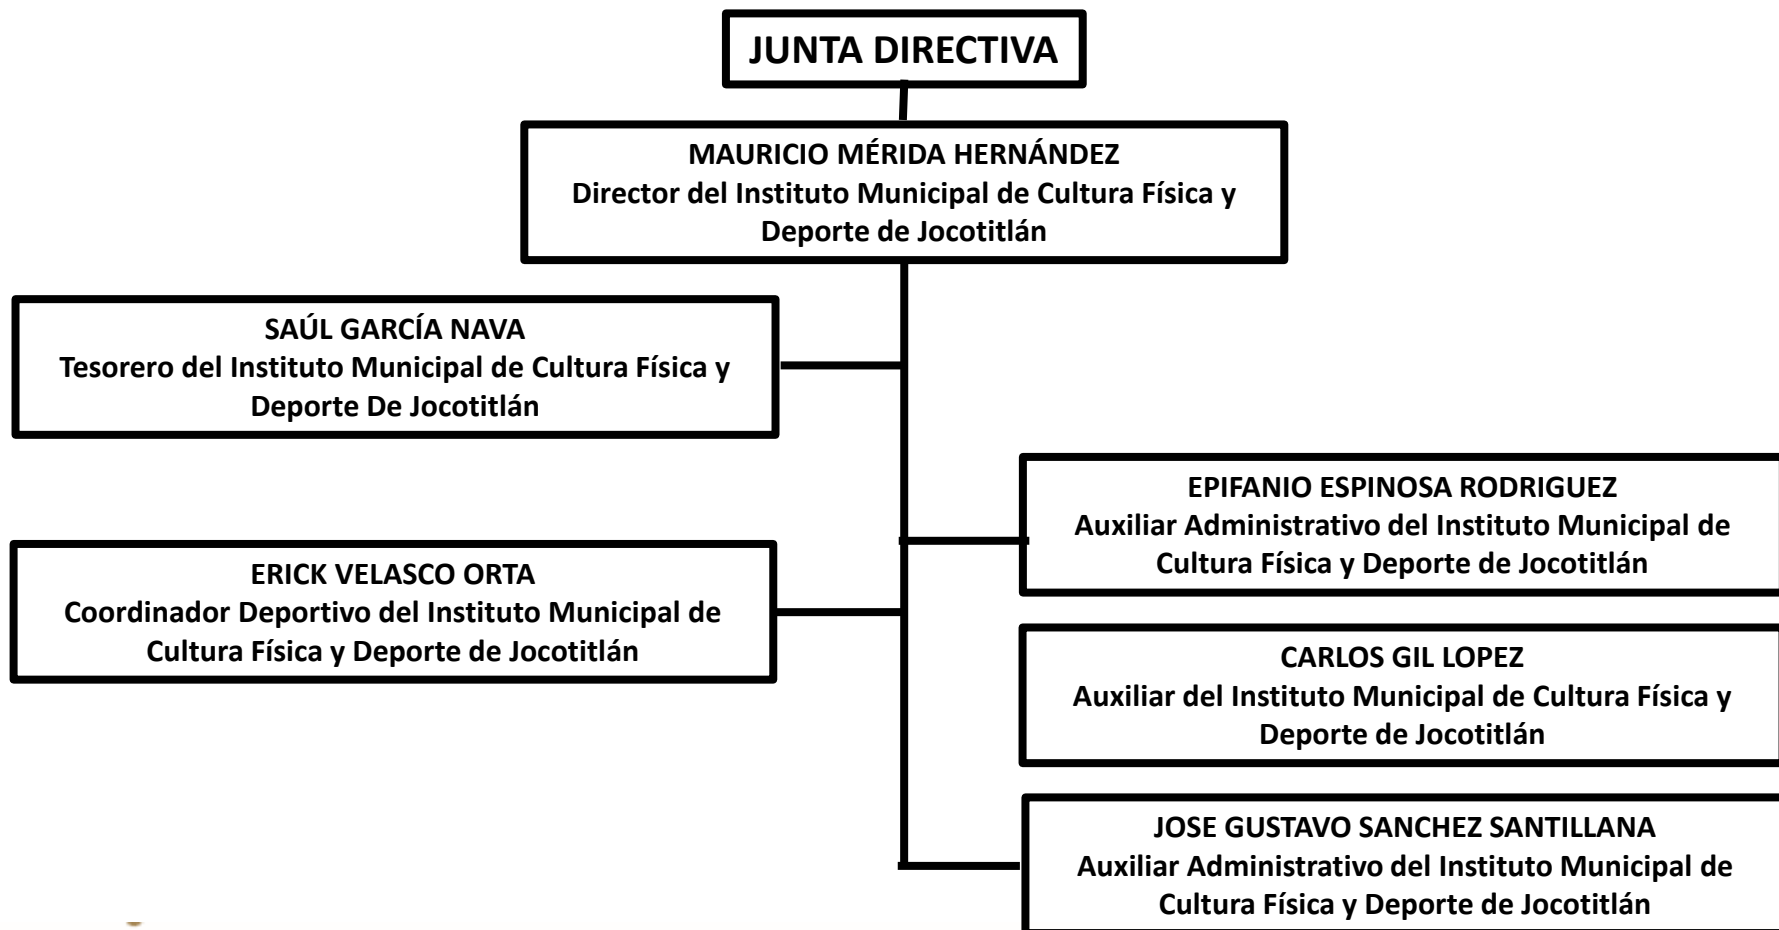 JUNTA DIRECTIVA
MAURICIO MÉRIDA HERNÁNDEZ
Director del Instituto Municipal de Cultura Física y
Deporte de Jocotitlán
SAÚL GARCÍA NAVA
Tesorero del Instituto Municipal de Cultura Física y
Deporte De Jocotitlán
EPIFANIO ESPINOSA RODRIGUEZ
Auxiliar Administrativo del Instituto Municipal de
Cultura Física y Deporte de Jocotitlán
ERICK VELASCO ORTA
Coordinador Deportivo del Instituto Municipal de
Cultura Física y Deporte de Jocotitlán
CARLOS GIL LOPEZ
Auxiliar del Instituto Municipal de Cultura Física y
Deporte de Jocotitlán
JOSE GUSTAVO SANCHEZ SANTILLANA
Auxiliar Administrativo del Instituto Municipal de
Cultura Física y Deporte de Jocotitlán